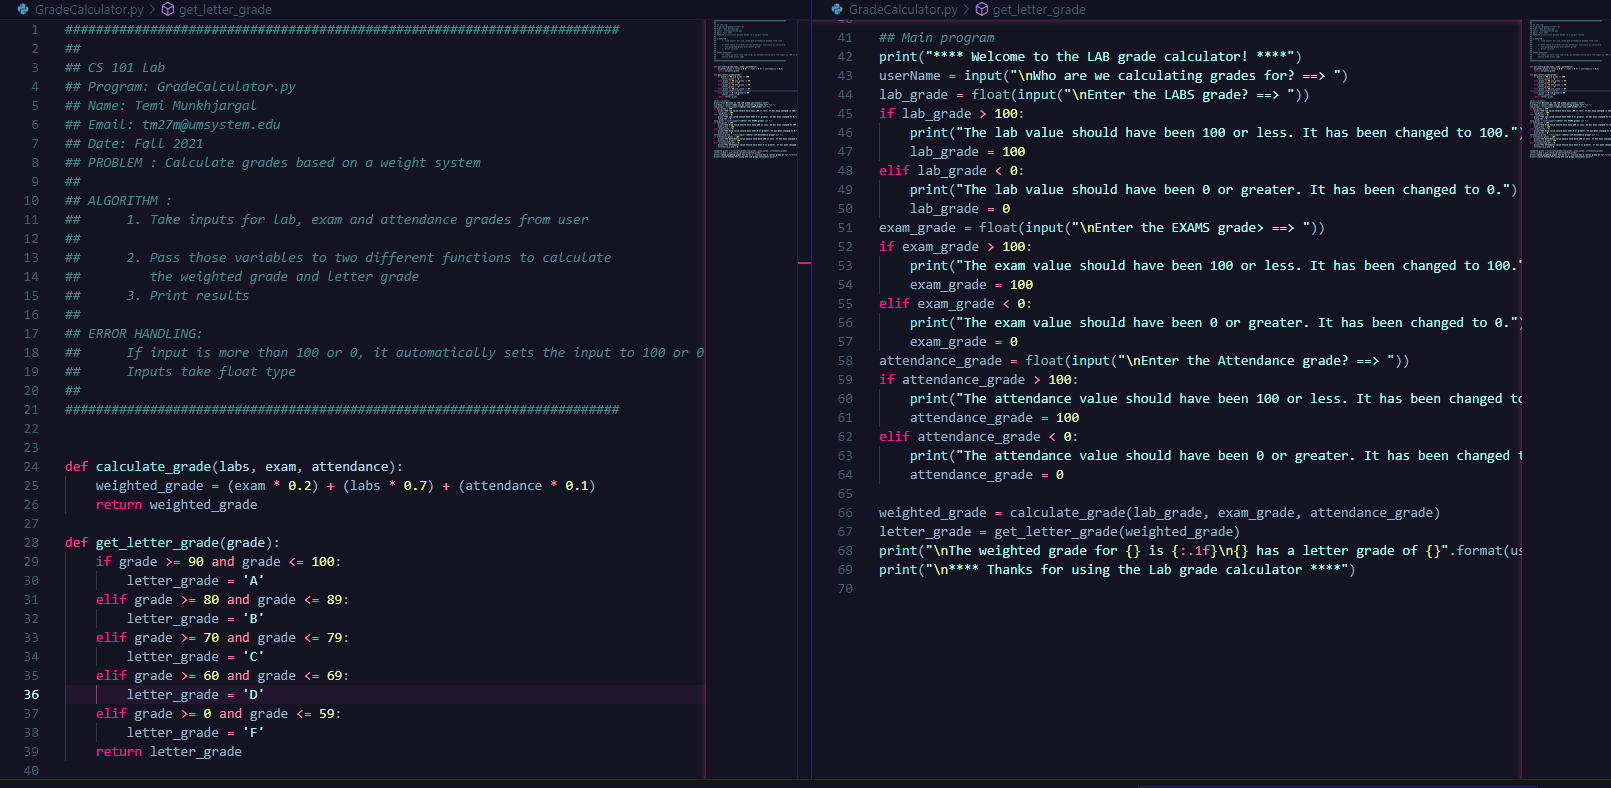 GradeCalculator.py > get_letter_grade
1 ########################################################################
2 ##
3 ## CS 101 Lab
4 ## Program: GradeCalculator.py
5 ## Name: Temi Munkhjargal
6 ## Email: tm27m@umsystem.edu
7 ## Date: Fall 2021
8 ## PROBLEM : Calculate grades based on a weight system
9 ##
10 ## ALGORITHM :
11 ##      1. Take inputs for lab, exam and attendance grades from user
12 ##
13 ##      2. Pass those variables to two different functions to calculate
14 ##         the weighted grade and letter grade
15 ##      3. Print results
16 ##
17 ## ERROR HANDLING:
18 ##      If input is more than 100 or 0, it automatically sets the input to 100 or 0
19 ##      Inputs take float type
20 ##
21 ########################################################################
22
23
24 def calculate_grade(labs, exam, attendance):
25     weighted_grade = (exam * 0.2) + (labs * 0.7) + (attendance * 0.1)
26     return weighted_grade
27
28 def get_letter_grade(grade):
29     if grade >= 90 and grade <= 100:
30         letter_grade = 'A'
31     elif grade >= 80 and grade <= 89:
32         letter_grade = 'B'
33     elif grade >= 70 and grade <= 79:
34         letter_grade = 'C'
35     elif grade >= 60 and grade <= 69:
36         letter_grade = 'D'
37     elif grade >= 0 and grade <= 59:
38         letter_grade = 'F'
39     return letter_grade
40
GradeCalculator.py > get_letter_grade
41 ## Main program
42 print("**** Welcome to the LAB grade calculator! ****")
43 userName = input("\nWho are we calculating grades for? ==> ")
44 lab_grade = float(input("\nEnter the LABS grade? ==> "))
45 if lab_grade > 100:
46     print("The lab value should have been 100 or less. It has been changed to 100.")
47     lab_grade = 100
48 elif lab_grade < 0:
49     print("The lab value should have been 0 or greater. It has been changed to 0.")
50     lab_grade = 0
51 exam_grade = float(input("\nEnter the EXAMS grade> ==> "))
52 if exam_grade > 100:
53     print("The exam value should have been 100 or less. It has been changed to 100."
54     exam_grade = 100
55 elif exam_grade < 0:
56     print("The exam value should have been 0 or greater. It has been changed to 0.")
57     exam_grade = 0
58 attendance_grade = float(input("\nEnter the Attendance grade? ==> "))
59 if attendance_grade > 100:
60     print("The attendance value should have been 100 or less. It has been changed to
61     attendance_grade = 100
62 elif attendance_grade < 0:
63     print("The attendance value should have been 0 or greater. It has been changed
64     attendance_grade = 0
65
66 weighted_grade = calculate_grade(lab_grade, exam_grade, attendance_grade)
67 letter_grade = get_letter_grade(weighted_grade)
68 print("\nThe weighted grade for {} is {:.1f}\n{} has a letter grade of {}".format(us
69 print("\n**** Thanks for using the Lab grade calculator ****")
70